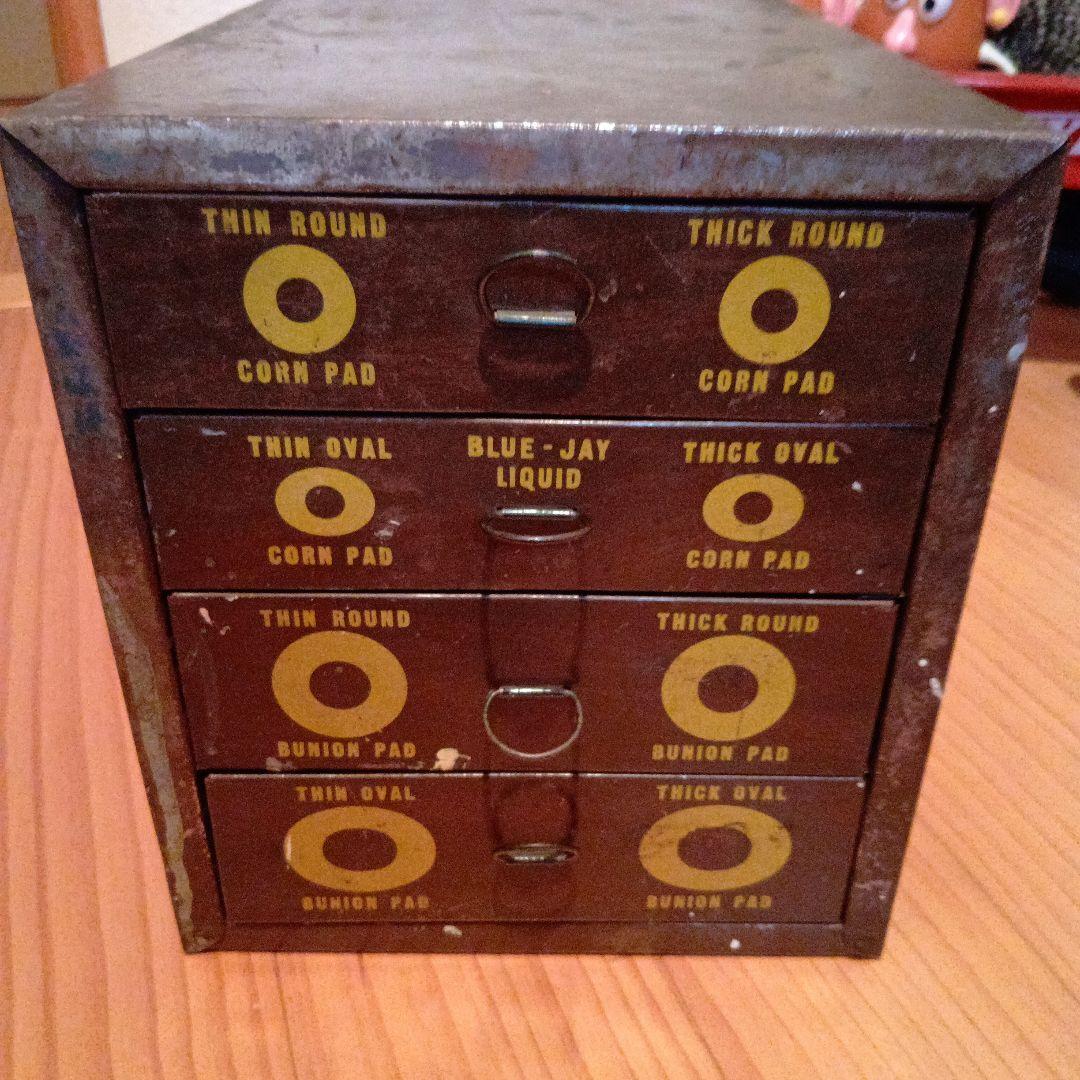 THIN ROUND
CORN PAD
THICK ROUND
CORN PAD
THIN OVAL
CORN PAD
BLUE-JAY
LIQUID
THICK OVAL
CORN PAD
THIN ROUND
BUNION PAD
THICK ROUND
BUNION PAD
THIN OVAL
BUNION PAD
THICK OVAL
BUNION PAD